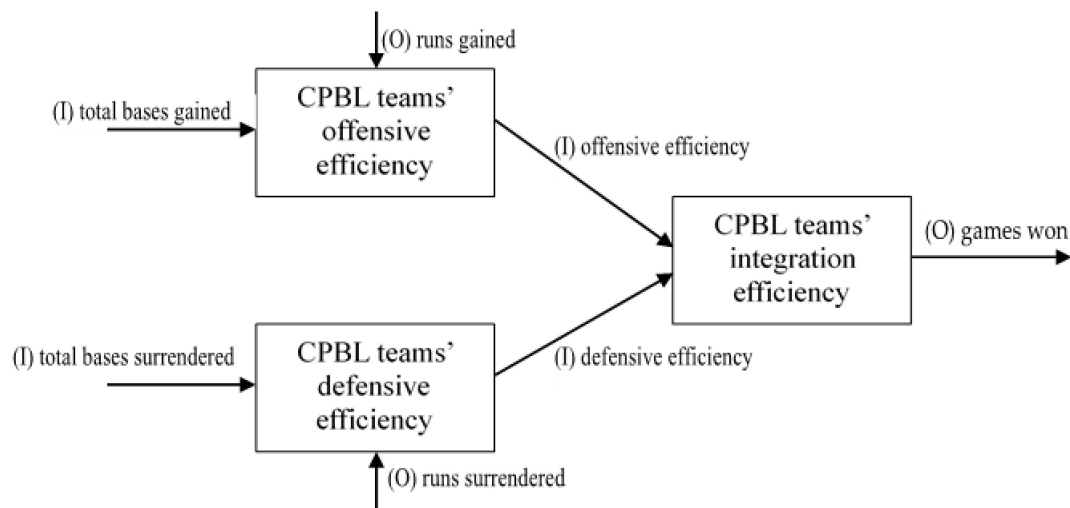 (O) runs gained
(I) total bases gained
CPBL teams'
offensive
efficiency
(I) offensive efficiency
CPBL teams'
integration
efficiency
(O) games won
(I) total bases surrendered
CPBL teams'
defensive
efficiency
(I) defensive efficiency
(O) runs surrendered